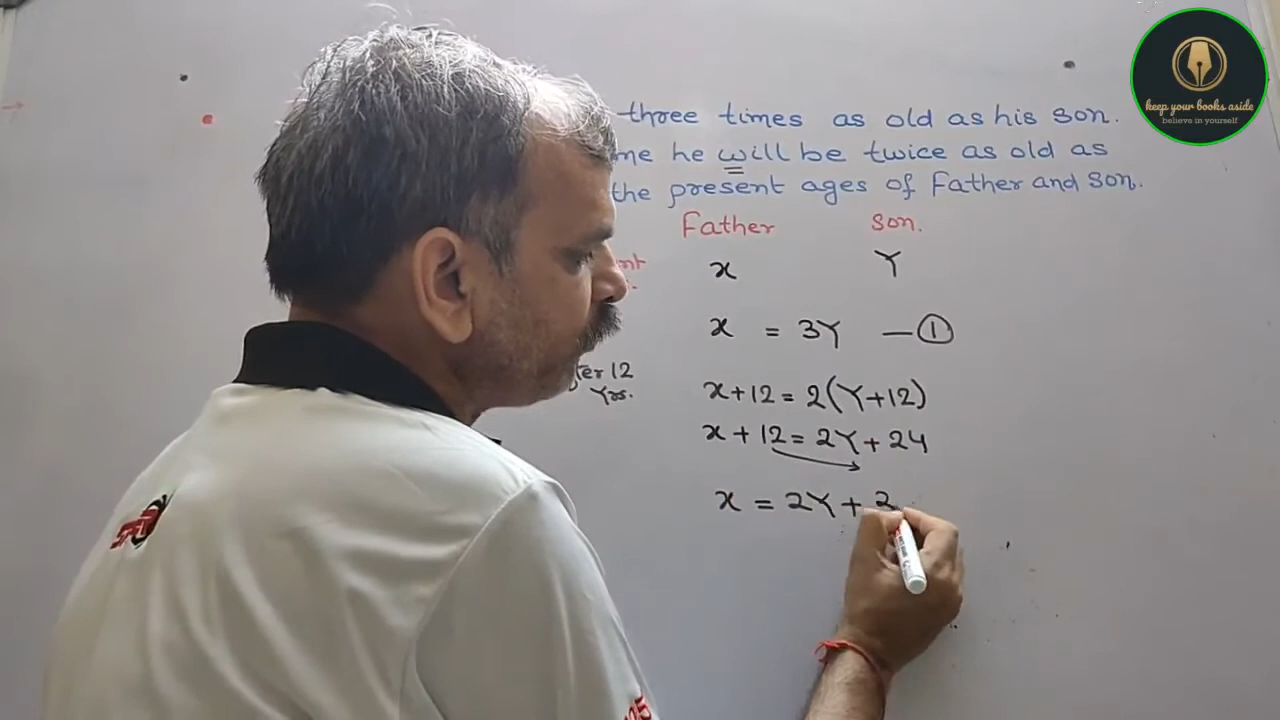 keep your books aside
believe in yourself
three times as old as his son.
he will be twice as old as
the present ages of Father and son.
Father son.
x Y
x = 3Y — ①
12
Yrs.
x + 12 = 2(Y + 12)
x + 12 = 2Y + 24
x = 2Y + 2